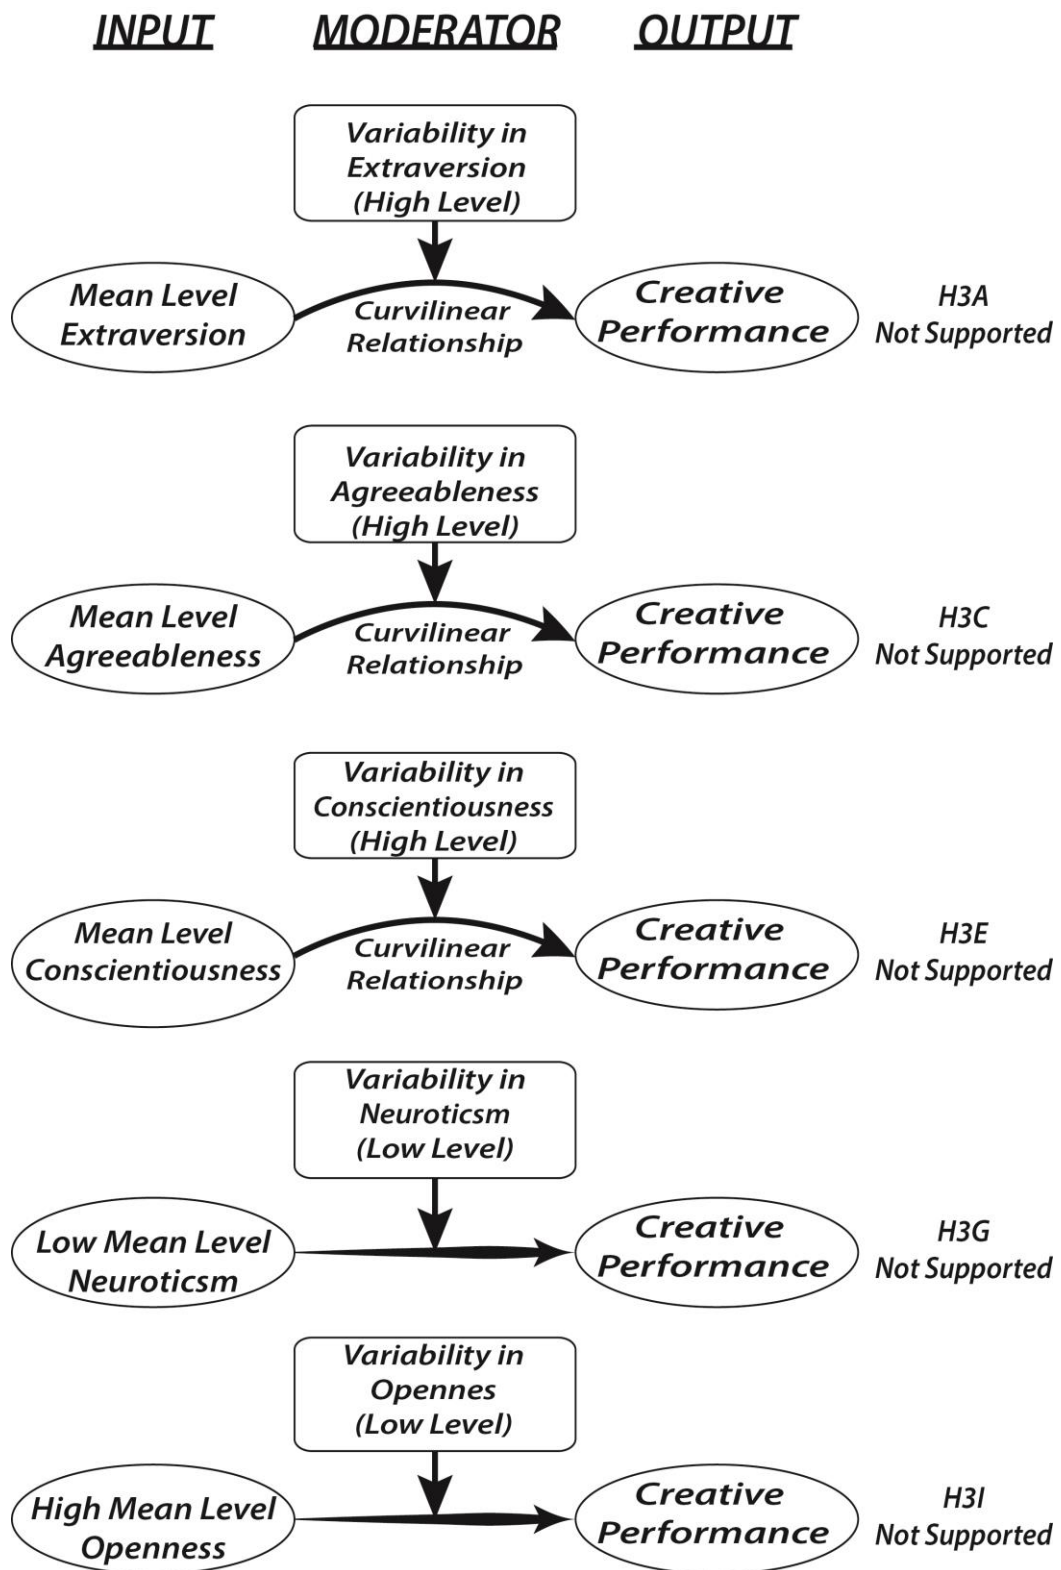 INPUT MODERATOR OUTPUT
Variability in
Extraversion
(High Level)
Mean Level
Extraversion
Curvilinear
Relationship
Creative
Performance
H3A
Not Supported
Variability in
Agreeableness
(High Level)
Mean Level
Agreeableness
Curvilinear
Relationship
Creative
Performance
H3C
Not Supported
Variability in
Conscientiousness
(High Level)
Mean Level
Conscientiousness
Curvilinear
Relationship
Creative
Performance
H3E
Not Supported
Variability in
Neuroticsm
(Low Level)
Low Mean Level
Neuroticsm
Creative
Performance
H3G
Not Supported
Variability in
Opennes
(Low Level)
High Mean Level
Openness
Creative
Performance
H3I
Not Supported